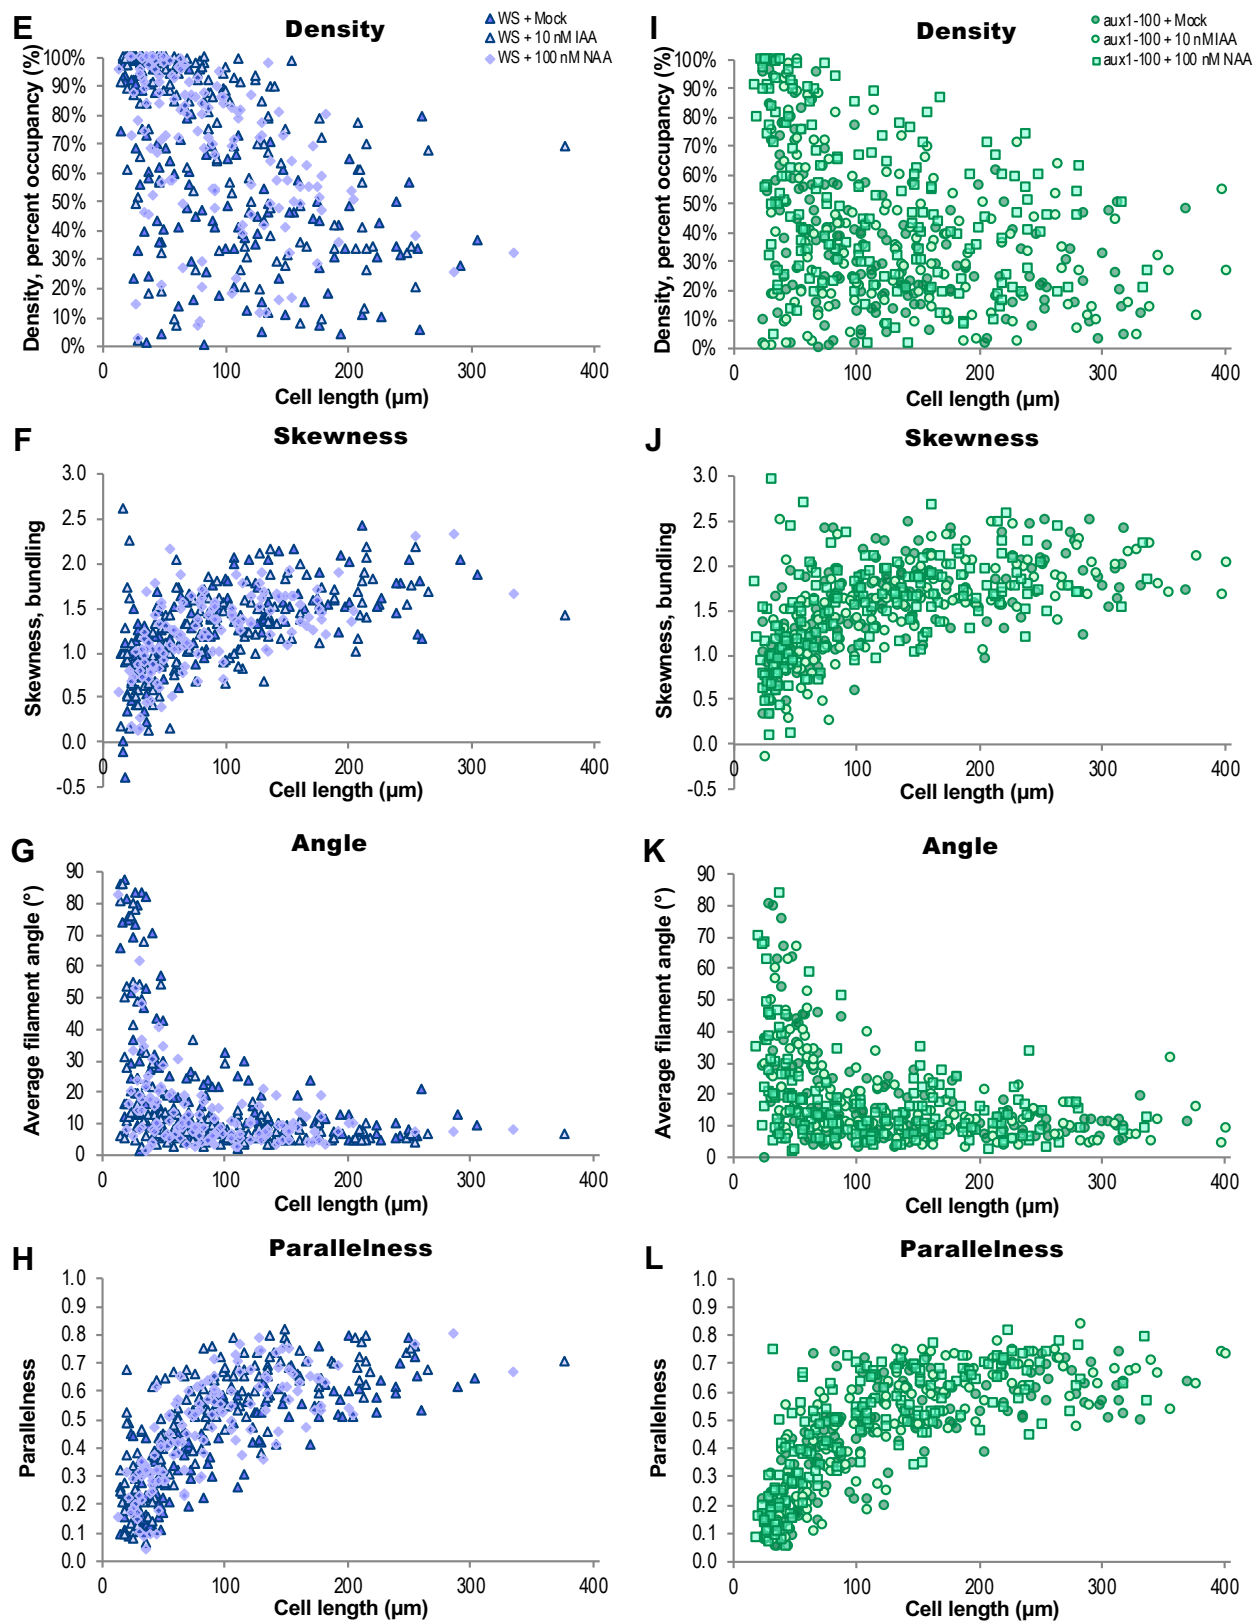 E
Density
WS + Mock
WS + 10 nM IAA
WS + 100 nM NAA
Density, percent occupancy (%)
100%
90%
80%
70%
60%
50%
40%
30%
20%
10%
0%
0 100 200 300 400
Cell length (µm)
I
Density
aux1-100 + Mock
aux1-100 + 10 nM IAA
aux1-100 + 100 nM NAA
Density, percent occupancy (%)
100%
90%
80%
70%
60%
50%
40%
30%
20%
10%
0%
0 100 200 300 400
Cell length (µm)
F
Skewness
Skewness, bundling
3.0
2.5
2.0
1.5
1.0
0.5
0.0
-0.5
0 100 200 300 400
Cell length (µm)
J
Skewness
Skewness, bundling
3.0
2.5
2.0
1.5
1.0
0.5
0.0
-0.5
0 100 200 300 400
Cell length (µm)
G
Angle
Average filament angle (°)
90
80
70
60
50
40
30
20
10
0
0 100 200 300 400
Cell length (µm)
K
Angle
Average filament angle (°)
90
80
70
60
50
40
30
20
10
0
0 100 200 300 400
Cell length (µm)
H
Parallelness
Parallelness
1.0
0.9
0.8
0.7
0.6
0.5
0.4
0.3
0.2
0.1
0.0
0 100 200 300 400
Cell length (µm)
L
Parallelness
Parallelness
1.0
0.9
0.8
0.7
0.6
0.5
0.4
0.3
0.2
0.1
0.0
0 100 200 300 400
Cell length (µm)